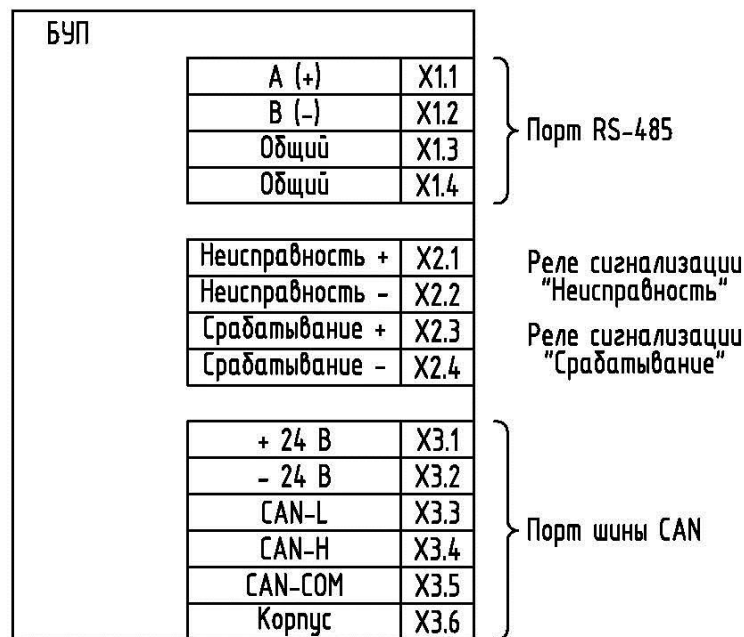 БУП
А (+) X1.1
В (-) X1.2
Общий X1.3
Общий X1.4
Порт RS-485
Неисправность + X2.1
Неисправность - X2.2
Срабатывание + X2.3
Срабатывание - X2.4
Реле сигнализации
"Неисправность"
Реле сигнализации
"Срабатывание"
+ 24 В X3.1
- 24 В X3.2
CAN-L X3.3
CAN-H X3.4
CAN-COM X3.5
Корпус X3.6
Порт шины CAN